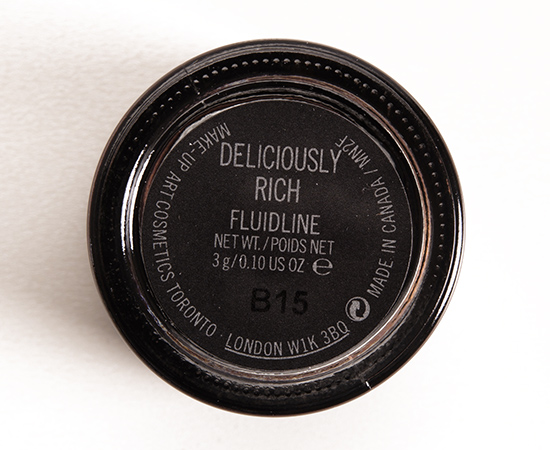 DELICIOUSLY
RICH
FLUIDLINE
NET WT./POIDS NET
3 g/0.10 US OZ ℮
B15
MAKE-UP ART COSMETICS TORONTO · LONDON W1K 3BQ
MADE IN CANADA / MN2F